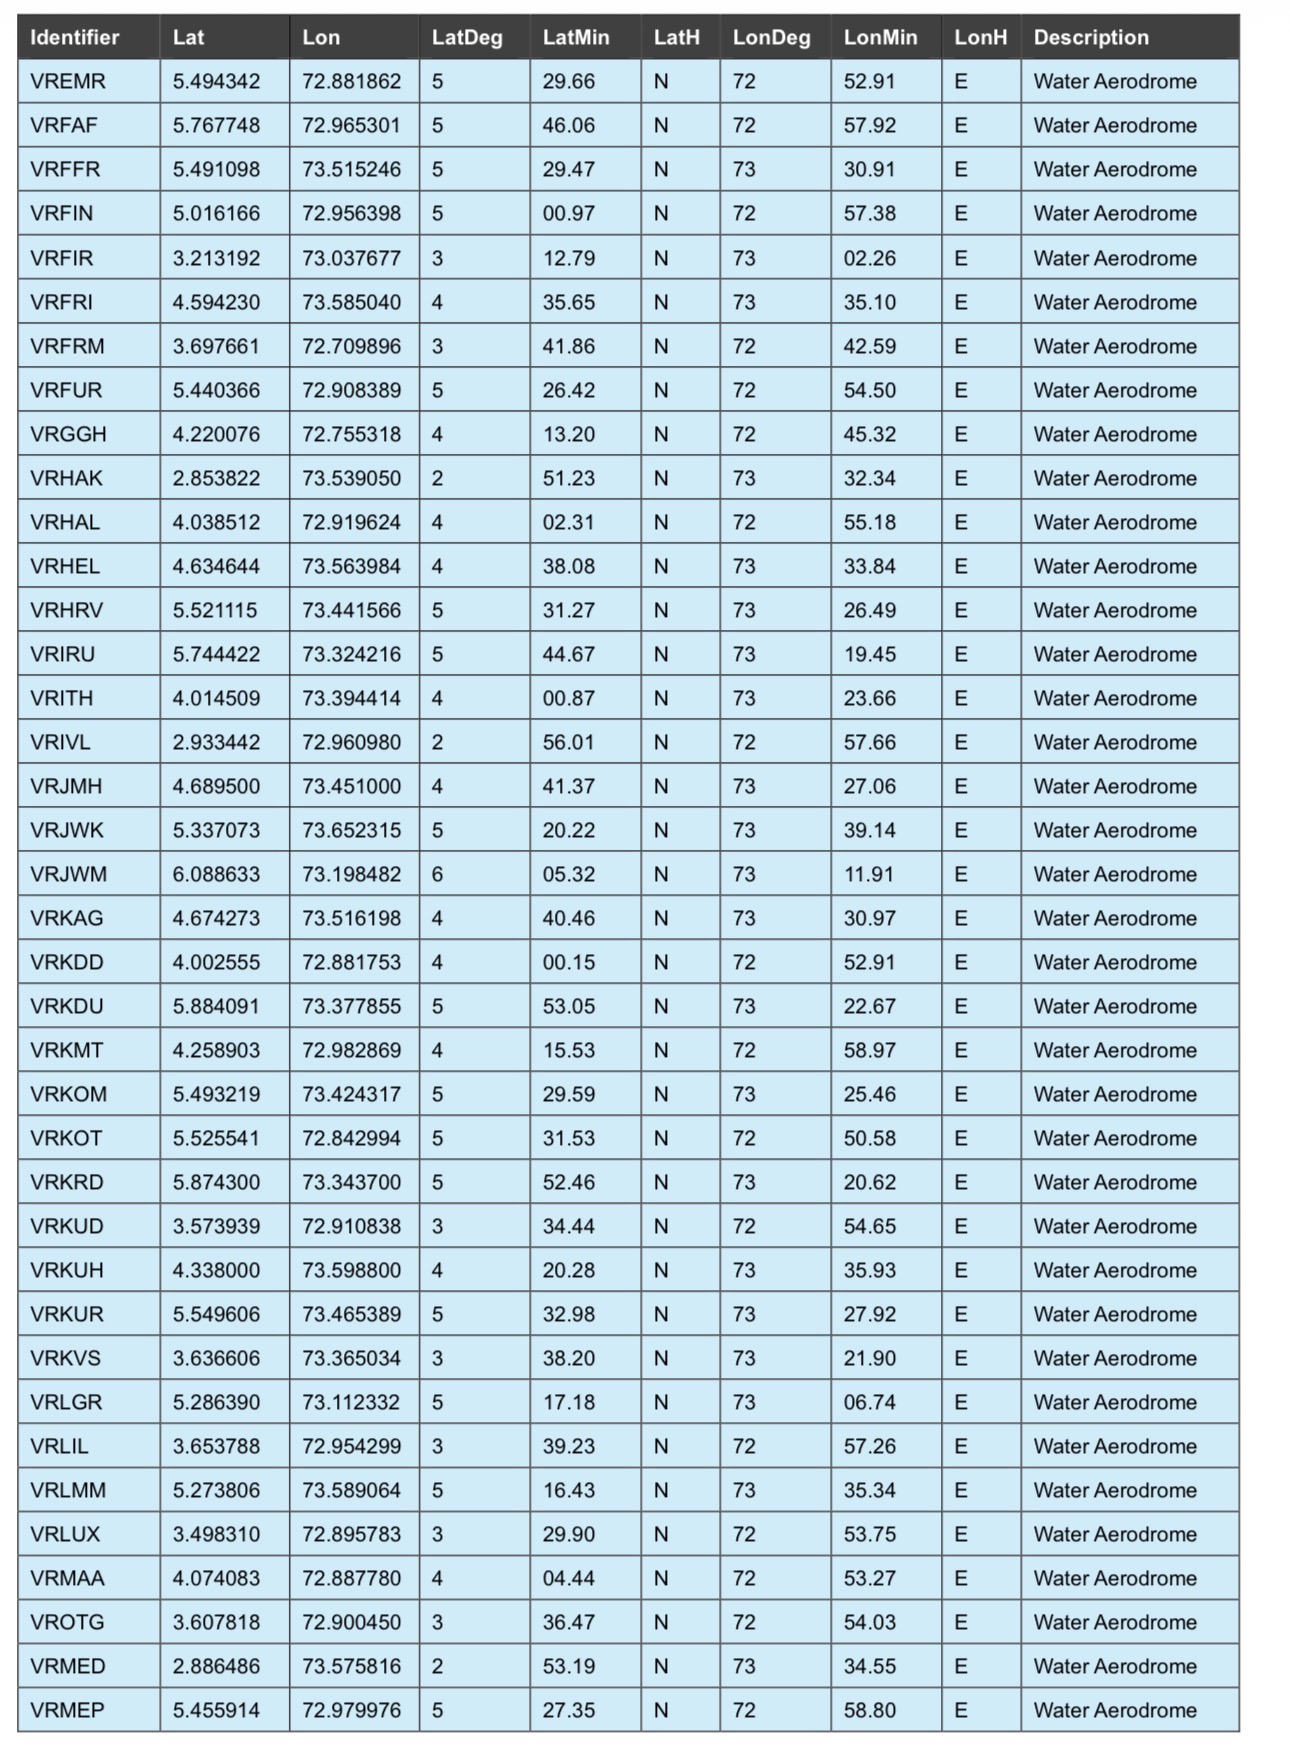 Identifier Lat Lon LatDeg LatMin LatH LonDeg LonMin LonH Description
VREMR 5.494342 72.881862 5 29.66 N 72 52.91 E Water Aerodrome
VRFAF 5.767748 72.965301 5 46.06 N 72 57.92 E Water Aerodrome
VRFFR 5.491098 73.515246 5 29.47 N 73 30.91 E Water Aerodrome
VRFIN 5.016166 72.956398 5 00.97 N 72 57.38 E Water Aerodrome
VRFIR 3.213192 73.037677 3 12.79 N 73 02.26 E Water Aerodrome
VRFRI 4.594230 73.585040 4 35.65 N 73 35.10 E Water Aerodrome
VRFRM 3.697661 72.709896 3 41.86 N 72 42.59 E Water Aerodrome
VRFUR 5.440366 72.908389 5 26.42 N 72 54.50 E Water Aerodrome
VRGGH 4.220076 72.755318 4 13.20 N 72 45.32 E Water Aerodrome
VRHAK 2.853822 73.539050 2 51.23 N 73 32.34 E Water Aerodrome
VRHAL 4.038512 72.919624 4 02.31 N 72 55.18 E Water Aerodrome
VRHEL 4.634644 73.563984 4 38.08 N 73 33.84 E Water Aerodrome
VRHRV 5.521115 73.441566 5 31.27 N 73 26.49 E Water Aerodrome
VRIRU 5.744422 73.324216 5 44.67 N 73 19.45 E Water Aerodrome
VRITH 4.014509 73.394414 4 00.87 N 73 23.66 E Water Aerodrome
VRIVL 2.933442 72.960980 2 56.01 N 72 57.66 E Water Aerodrome
VRJMH 4.689500 73.451000 4 41.37 N 73 27.06 E Water Aerodrome
VRJWK 5.337073 73.652315 5 20.22 N 73 39.14 E Water Aerodrome
VRJWM 6.088633 73.198482 6 05.32 N 73 11.91 E Water Aerodrome
VRKAG 4.674273 73.516198 4 40.46 N 73 30.97 E Water Aerodrome
VRKDD 4.002555 72.881753 4 00.15 N 72 52.91 E Water Aerodrome
VRKDU 5.884091 73.377855 5 53.05 N 73 22.67 E Water Aerodrome
VRKMT 4.258903 72.982869 4 15.53 N 72 58.97 E Water Aerodrome
VRKOM 5.493219 73.424317 5 29.59 N 73 25.46 E Water Aerodrome
VRKOT 5.525541 72.842994 5 31.53 N 72 50.58 E Water Aerodrome
VRKRD 5.874300 73.343700 5 52.46 N 73 20.62 E Water Aerodrome
VRKUD 3.573939 72.910838 3 34.44 N 72 54.65 E Water Aerodrome
VRKUH 4.338000 73.598800 4 20.28 N 73 35.93 E Water Aerodrome
VRKUR 5.549606 73.465389 5 32.98 N 73 27.92 E Water Aerodrome
VRKVS 3.636606 73.365034 3 38.20 N 73 21.90 E Water Aerodrome
VRLGR 5.286390 73.112332 5 17.18 N 73 06.74 E Water Aerodrome
VRLIL 3.653788 72.954299 3 39.23 N 72 57.26 E Water Aerodrome
VRLMM 5.273806 73.589064 5 16.43 N 73 35.34 E Water Aerodrome
VRLUX 3.498310 72.895783 3 29.90 N 72 53.75 E Water Aerodrome
VRMAA 4.074083 72.887780 4 04.44 N 72 53.27 E Water Aerodrome
VROTG 3.607818 72.900450 3 36.47 N 72 54.03 E Water Aerodrome
VRMED 2.886486 73.575816 2 53.19 N 73 34.55 E Water Aerodrome
VRMEP 5.455914 72.979976 5 27.35 N 72 58.80 E Water Aerodrome